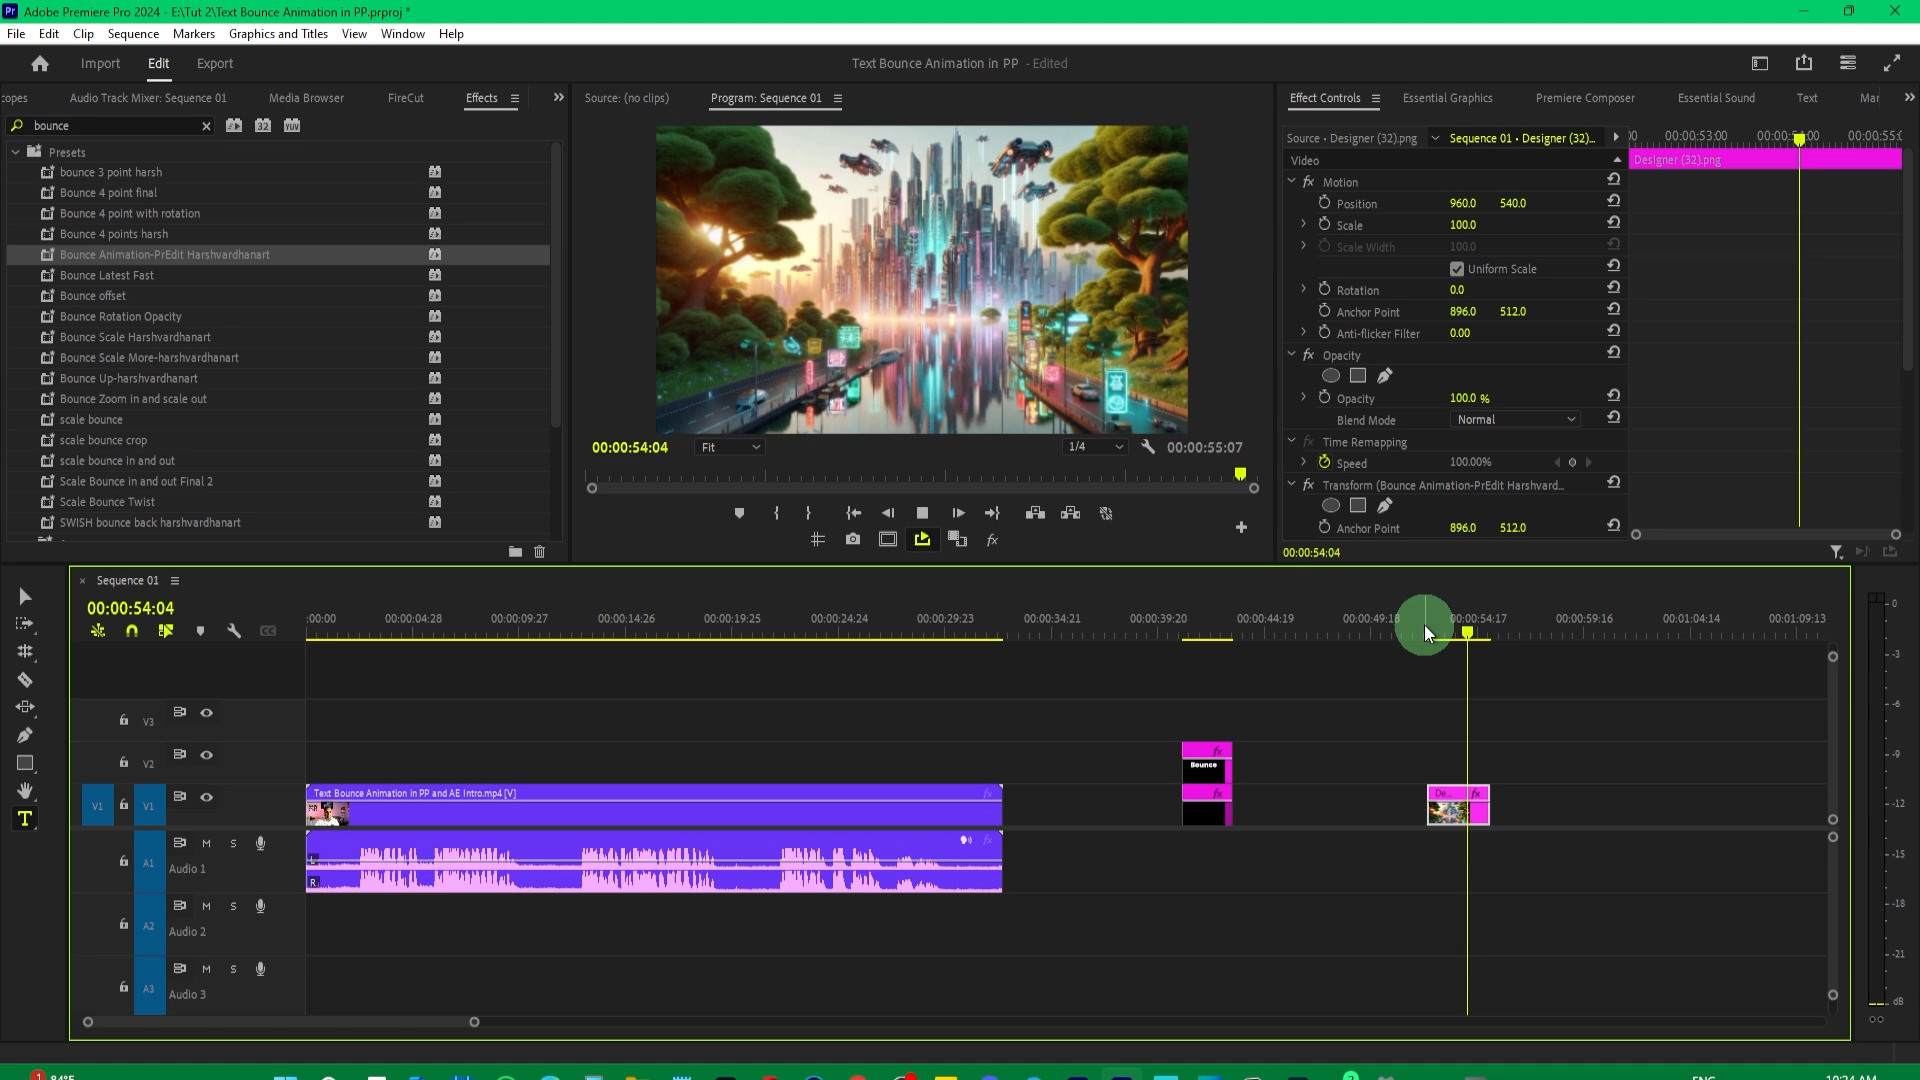 Pr Adobe Premiere Pro 2024 - E:\Tut 2\Text Bounce Animation in PP.prproj *
File Edit Clip Sequence Markers Graphics and Titles View Window Help
Import Edit Export
Text Bounce Animation in PP - Edited
copes Audio Track Mixer: Sequence 01 Media Browser FireCut Effects
Source: (no clips) Program: Sequence 01
Effect Controls Essential Graphics Premiere Composer Essential Sound Text Mar
bounce
32 YUV
Presets
bounce 3 point harsh
Bounce 4 point final
Bounce 4 point with rotation
Bounce 4 points harsh
Bounce Animation-PrEdit Harshvardhanart
Bounce Latest Fast
Bounce offset
Bounce Rotation Opacity
Bounce Scale Harshvardhanart
Bounce Scale More-harshvardhanart
Bounce Up-harshvardhanart
Bounce Zoom in and scale out
scale bounce
scale bounce crop
scale bounce in and out
Scale Bounce in and out Final 2
Scale Bounce Twist
SWISH bounce back harshvardhanart
00:00:54:04 Fit 1/4 00:00:55:07
Source • Designer (32).png Sequence 01 • Designer (32)...
00:00:53:00 00:00:54:00 00:00:55:0
Video
Designer (32).png
Motion
Position 960.0 540.0
Scale 100.0
Scale Width 100.0
Uniform Scale
Rotation 0.0
Anchor Point 896.0 512.0
Anti-flicker Filter 0.00
Opacity
Opacity 100.0 %
Blend Mode Normal
Time Remapping
Speed 100.00%
Transform (Bounce Animation-PrEdit Harshvard...
Anchor Point 896.0 512.0
00:00:54:04
Sequence 01
00:00:54:04
:00:00 00:00:04:28 00:00:09:27 00:00:14:26 00:00:19:25 00:00:24:24 00:00:29:23 00:00:34:21 00:00:39:20 00:00:44:19 00:00:49:18 00:00:54:17 00:00:59:16 00:01:04:14 00:01:09:13
V3
V2
Bounce
V1 V1
Text Bounce Animation in PP and AE Intro.mp4 [V]
fx
De... fx
A1 M S
Audio 1
L
R
A2 M S
Audio 2
A3 M S
Audio 3
0
-3
-6
-9
-12
-15
-18
-21
dB
1 84°F
ENG
10:24 AM